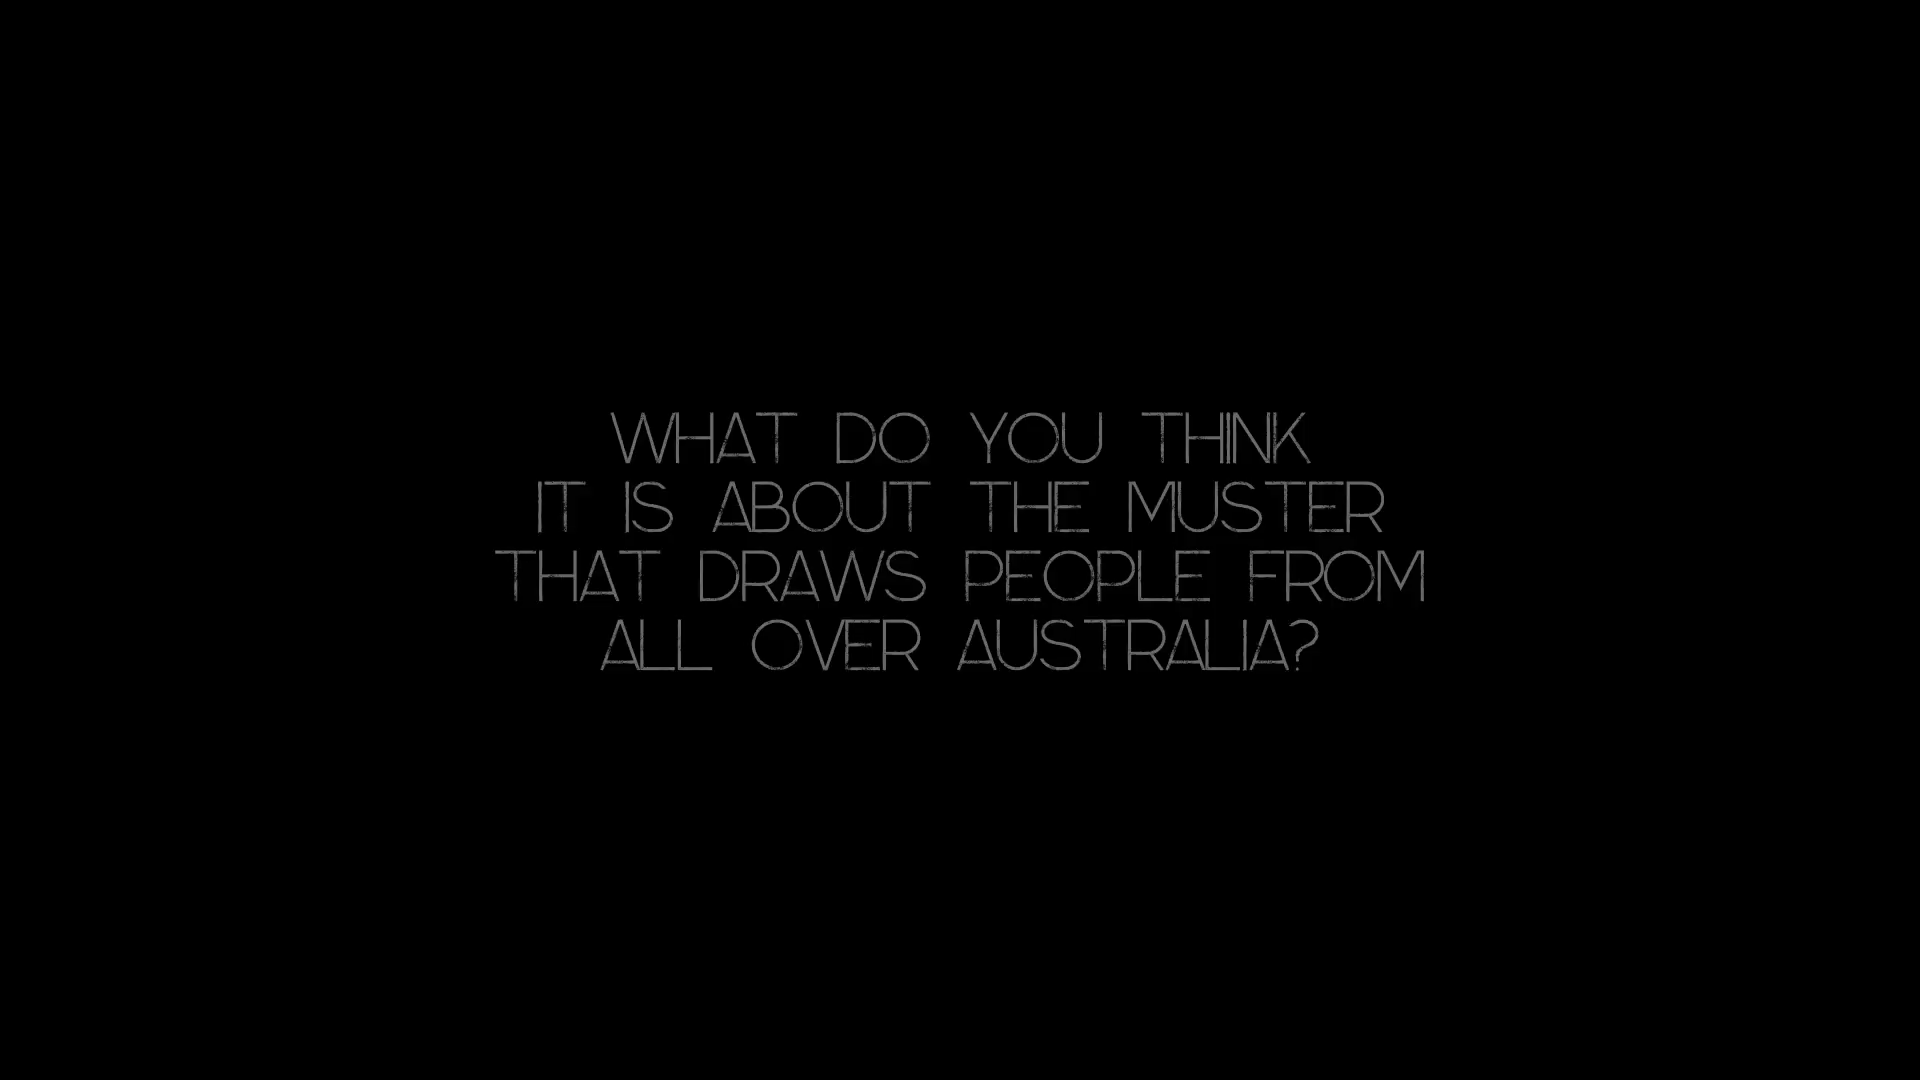 WHAT DO YOU THINK
IT IS ABOUT THE MUSTER
THAT DRAWS PEOPLE FROM
ALL OVER AUSTRALIA?